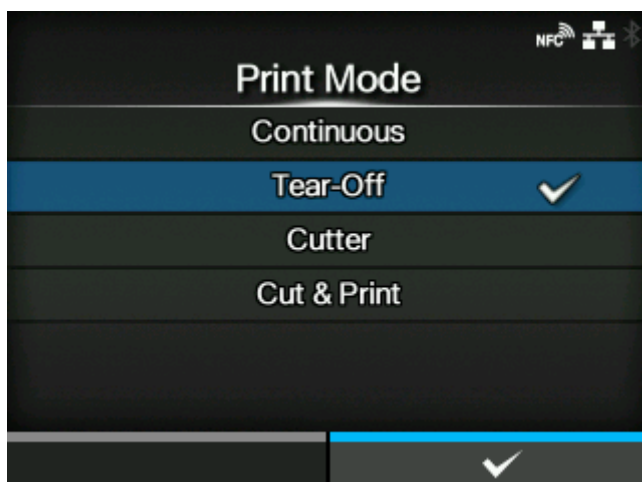 NFC
Print Mode
Continuous
Tear-Off
Cutter
Cut & Print